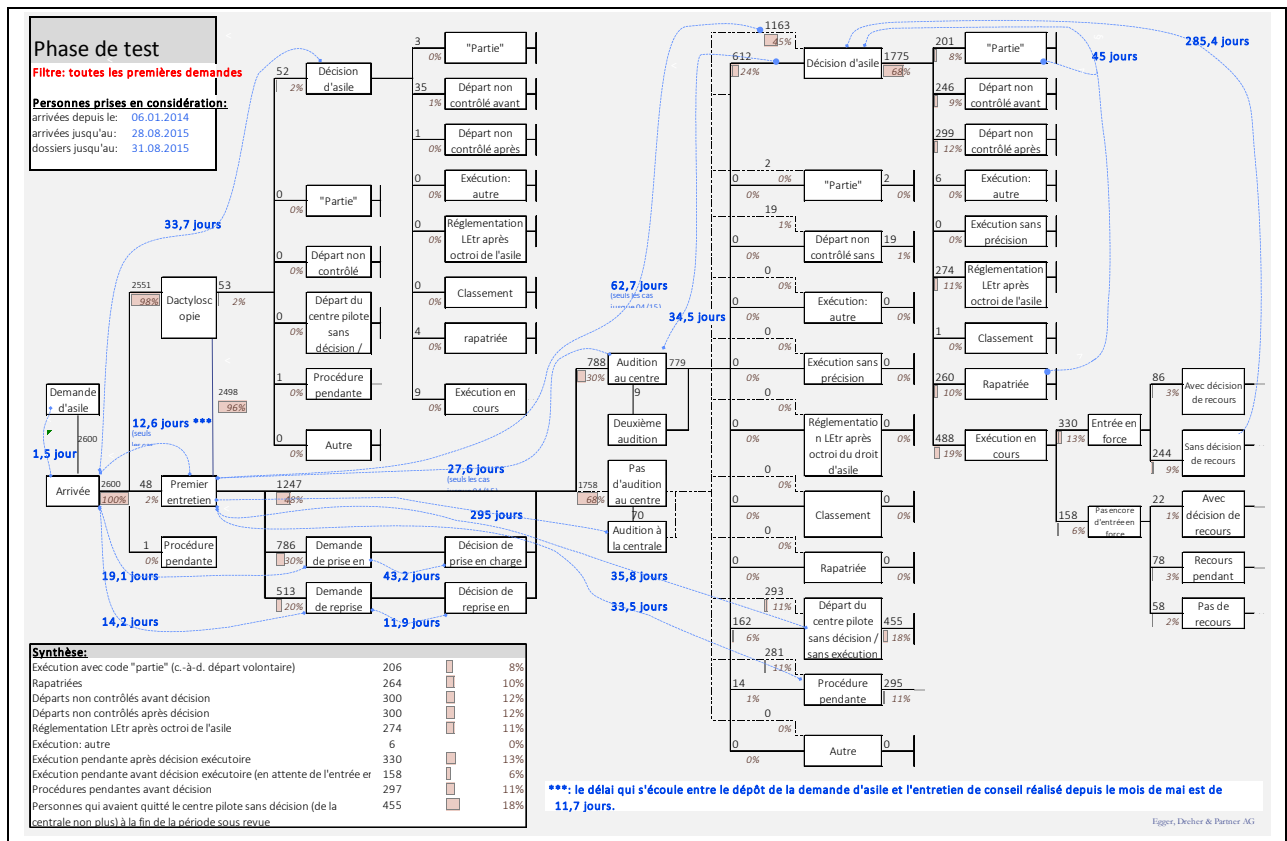 Phase de test
Filtre: toutes les premières demandes
Personnes prises en considération:
arrivées depuis le: 06.01.2014
arrivées jusqu'au: 28.08.2015
dossiers jusqu'au: 31.08.2015
33,7 jours
Demande
d'asile
2600
1,5 jour
Arrivée
2600
100%
2551
98%
Dactylosc
opie
53
2%
2498
96%
12,6 jours ***
(seuls
48
2%
Premier
entretien
1
0%
Procédure
pendante
19,1 jours
14,2 jours
52
2%
Décision
d'asile
0
0%
"Partie"
0
0%
Départ non
contrôlé
0
0%
Départ du
centre pilote
sans
décision /
1
0%
Procédure
pendante
0
0%
Autre
3
0%
"Partie"
35
1%
Départ non
contrôlé avant
1
0%
Départ non
contrôlé après
0
0%
Exécution:
autre
0
0%
Réglementation
LEtr après
octroi de l'asile
0
0%
Classement
4
0%
rapatriée
9
0%
Exécution en
cours
1247
48%
786
30%
Demande
de prise en
43,2 jours
Décision de
prise en charge
513
20%
Demande
de reprise
11,9 jours
Décision de
reprise en
27,6 jours
(seuls les cas
295 jours
62,7 jours
(seuls les cas
34,5 jours
35,8 jours
33,5 jours
788
30%
Audition
au centre
779
9
Deuxième
audition
1758
68%
Pas
d'audition
au centre
70
Audition à
la centrale
1163
45%
612
24%
Décision d'asile
1775
68%
2
0%
0
0%
"Partie"
2
0%
19
1%
0
0%
Départ non
contrôlé sans
19
1%
0
0%
0
0%
Exécution:
autre
0
0%
0
0%
0
0%
Exécution sans
précision
0
0%
0
0%
0
0%
Réglementatio
n LEtr après
octroi du droit
d'asile
0
0%
0
0%
0
0%
Classement
0
0%
0
0%
0
0%
Rapatriée
0
0%
293
11%
162
6%
Départ du
centre pilote
sans décision /
sans exécution
455
18%
281
11%
14
1%
Procédure
pendante
295
11%
0
0%
0
0%
Autre
0
0%
201
8%
"Partie"
246
9%
Départ non
contrôlé avant
299
12%
Départ non
contrôlé après
6
0%
Exécution:
autre
0
0%
Exécution sans
précision
274
11%
Réglementation
LEtr après
octroi de l'asile
1
0%
Classement
260
10%
Rapatriée
488
19%
Exécution en
cours
45 jours
285,4 jours
330
13%
Entrée en
force
158
6%
Pas encore
d'entrée en
force
86
3%
Avec décision
de recours
244
9%
Sans décision
de recours
22
1%
Avec
décision de
recours
78
3%
Recours
pendant
58
2%
Pas de
recours
Synthèse:
Exécution avec code "partie" (c.-à-d. départ volontaire) 206 8%
Rapatriées 264 10%
Départs non contrôlés avant décision 300 12%
Départs non contrôlés après décision 300 12%
Réglementation LEtr après octroi de l'asile 274 11%
Exécution: autre 6 0%
Exécution pendante après décision exécutoire 330 13%
Exécution pendante avant décision exécutoire (en attente de l'entrée er 158 6%
Procédures pendantes avant décision 297 11%
Personnes qui avaient quitté le centre pilote sans décision (de la 455 18%
centrale non plus) à la fin de la période sous revue
***: le délai qui s'écoule entre le dépôt de la demande d'asile et l'entretien de conseil réalisé depuis le mois de mai est de
11,7 jours.
Egger, Dreher & Partner AG